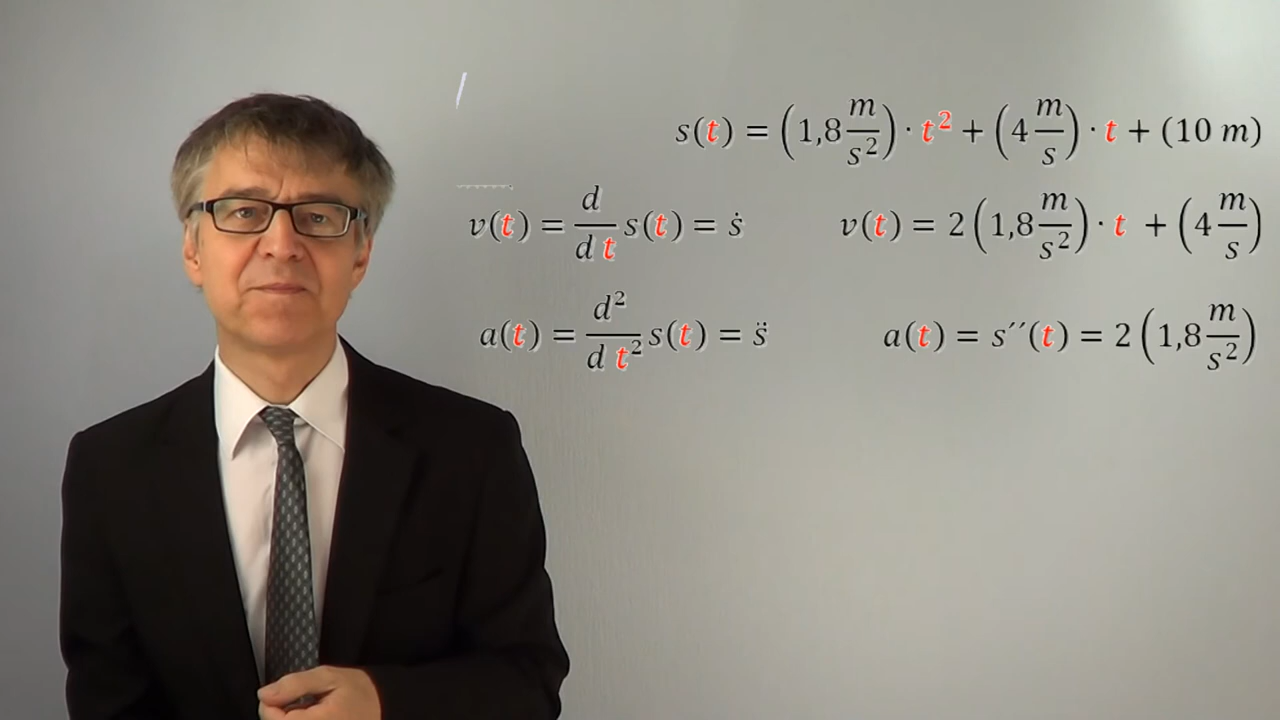 s(t) = (1,8 m/s²) · t² + (4 m/s) · t + (10 m)
v(t) = d/dt s(t) = ṡ
v(t) = 2 (1,8 m/s²) · t + (4 m/s)
a(t) = d²/dt² s(t) = s̈
a(t) = s´´(t) = 2 (1,8 m/s²)